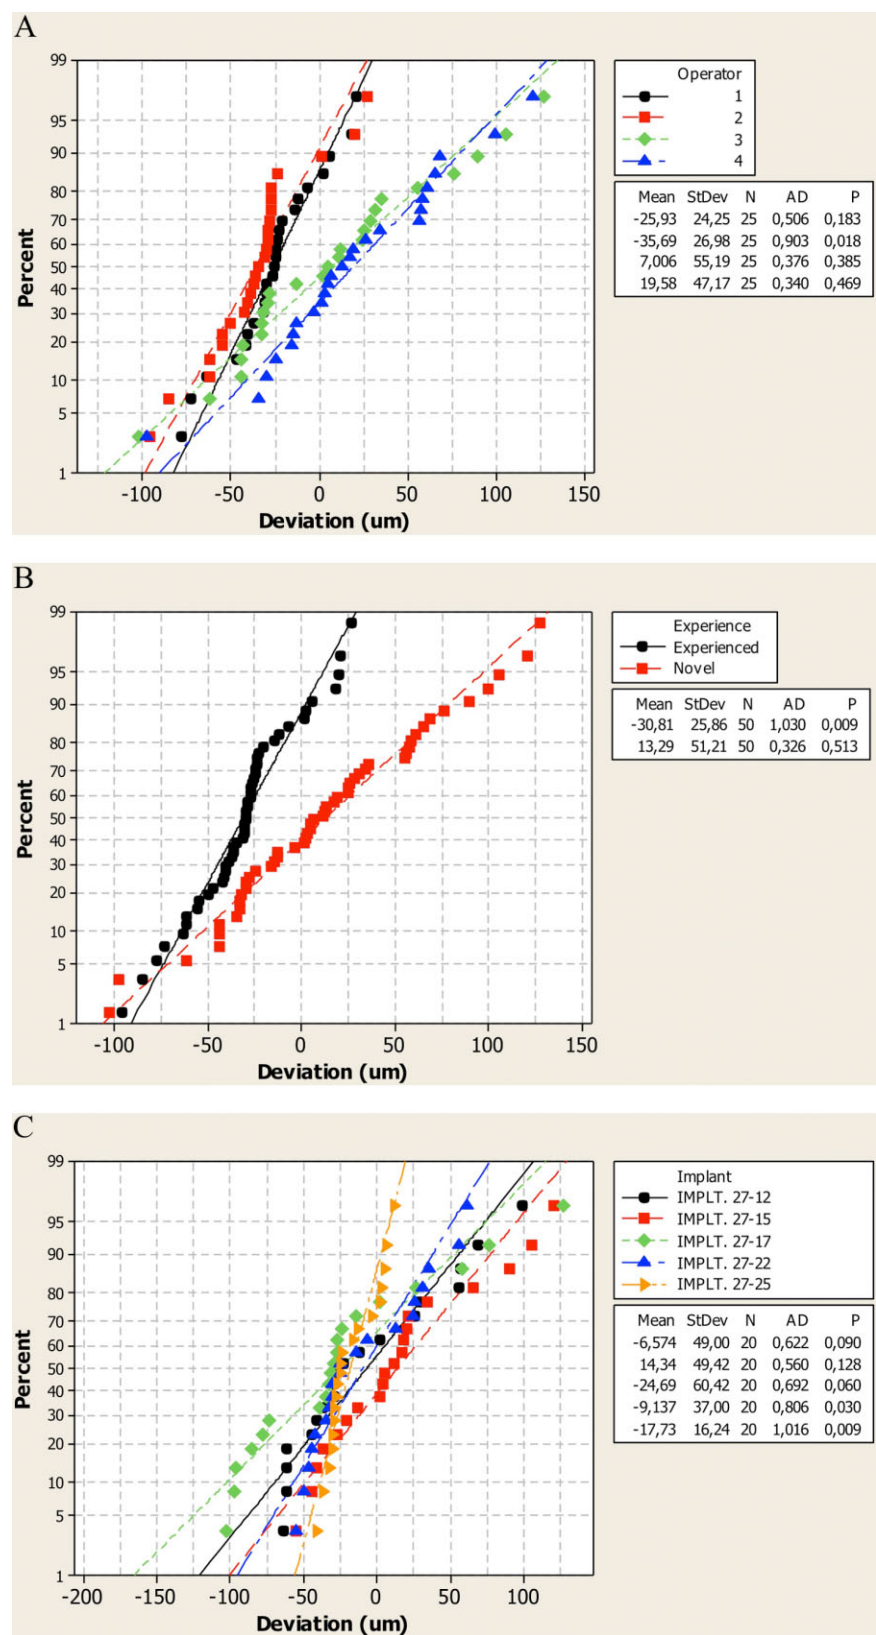 A
99
95
90
80
70
60
50
40
30
20
10
5
1
Percent
-100 -50 0 50 100 150
Deviation (um)
Operator
1
2
3
4
Mean StDev N AD P
-25,93 24,25 25 0,506 0,183
-35,69 26,98 25 0,903 0,018
7,006 55,19 25 0,376 0,385
19,58 47,17 25 0,340 0,469
B
99
95
90
80
70
60
50
40
30
20
10
5
1
Percent
-100 -50 0 50 100 150
Deviation (um)
Experience
Experienced
Novel
Mean StDev N AD P
-30,81 25,86 50 1,030 0,009
13,29 51,21 50 0,326 0,513
C
99
95
90
80
70
60
50
40
30
20
10
5
1
Percent
-200 -150 -100 -50 0 50 100
Deviation (um)
Implant
IMPLT. 27-12
IMPLT. 27-15
IMPLT. 27-17
IMPLT. 27-22
IMPLT. 27-25
Mean StDev N AD P
-6,574 49,00 20 0,622 0,090
14,34 49,42 20 0,560 0,128
-24,69 60,42 20 0,692 0,060
-9,137 37,00 20 0,806 0,030
-17,73 16,24 20 1,016 0,009